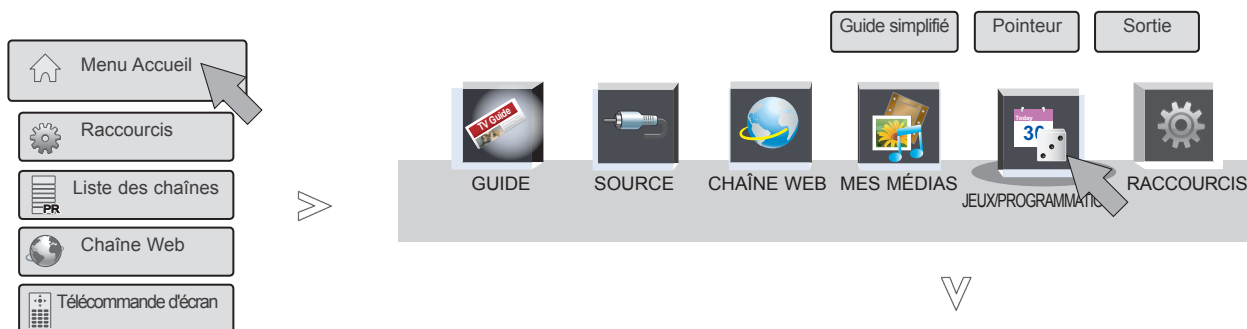 Guide simplifié
Pointeur
Sortie
Menu Accueil
Raccourcis
Liste des chaînes
PR
Chaîne Web
Télécommande d'écran
TV Guide
Today
30
GUIDE
SOURCE
CHAÎNE WEB
MES MÉDIAS
RACCOURCIS